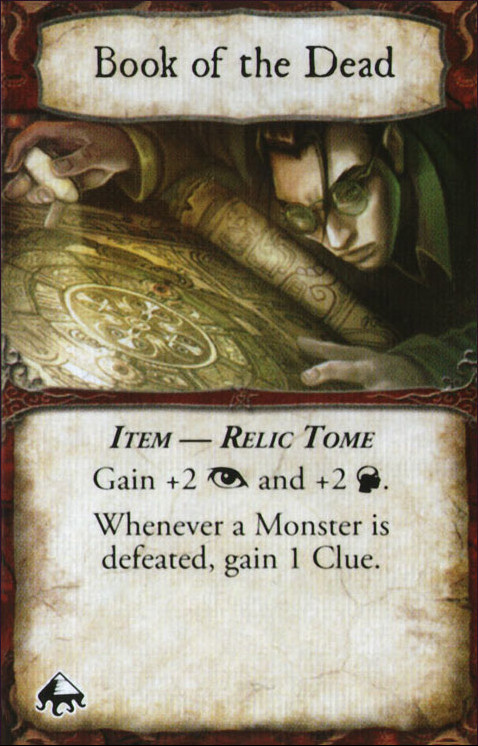 Book of the Dead
Item — Relic Tome
Gain +2 and +2 .
Whenever a Monster is
defeated, gain 1 Clue.